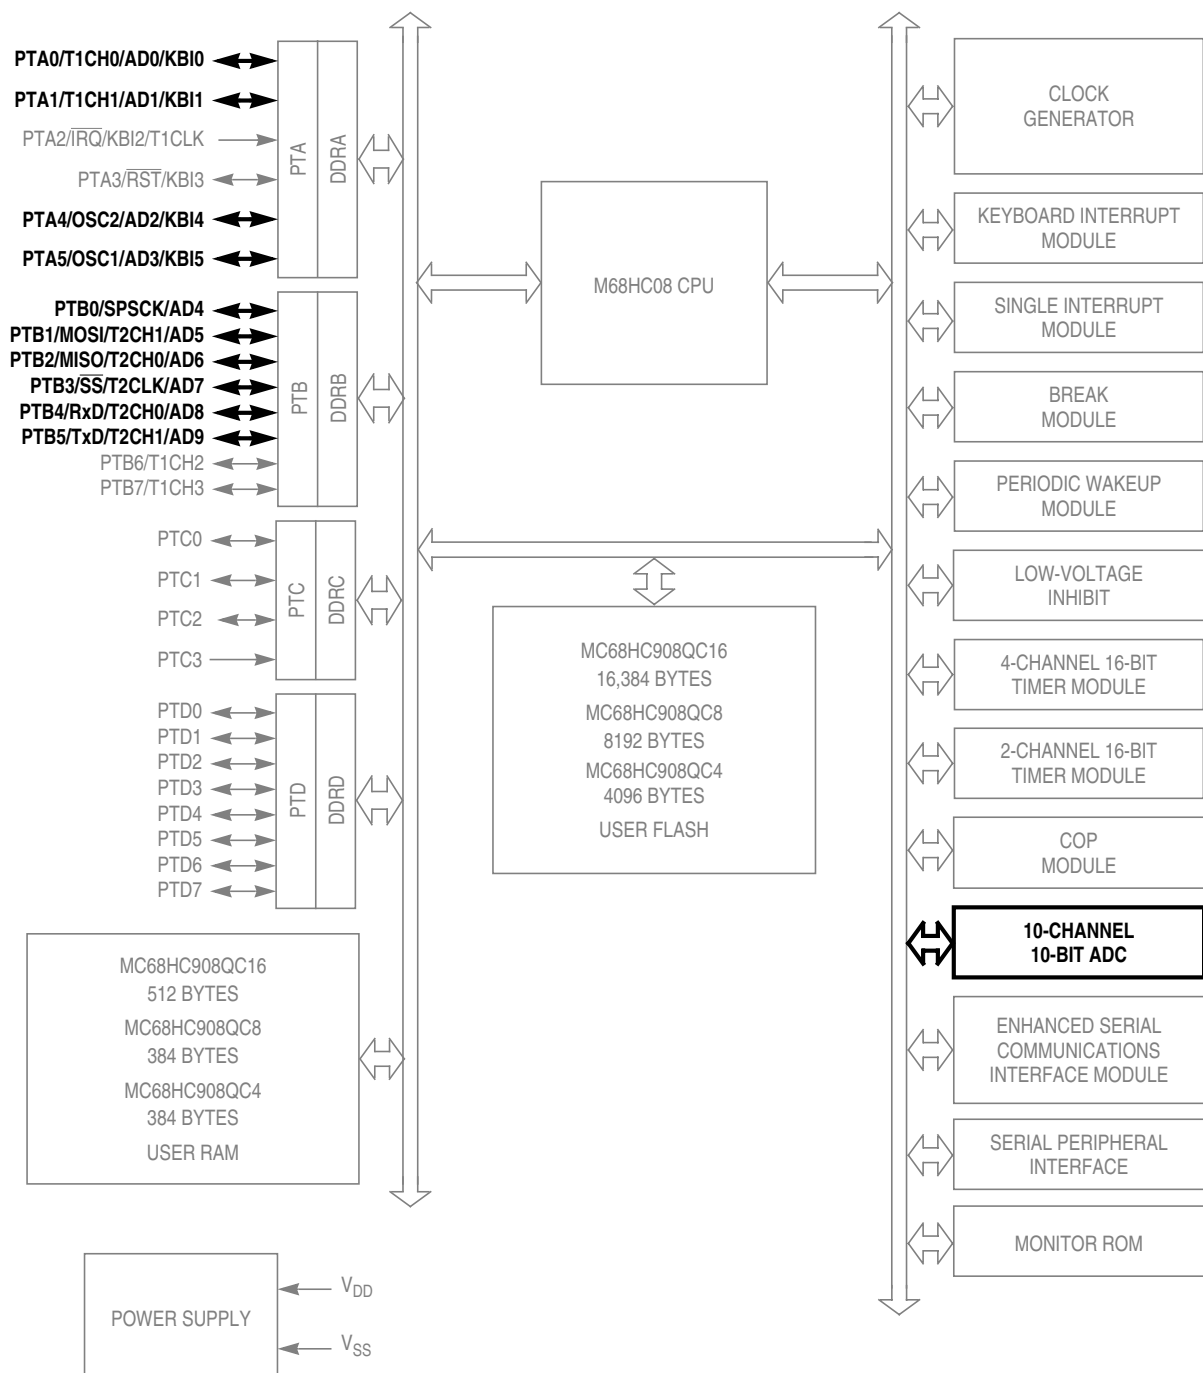 PTA0/T1CH0/AD0/KBI0
PTA1/T1CH1/AD1/KBI1
PTA2/IRQ/KBI2/T1CLK
PTA3/RST/KBI3
PTA4/OSC2/AD2/KBI4
PTA5/OSC1/AD3/KBI5
PTA
DDRA
PTB0/SPSCK/AD4
PTB1/MOSI/T2CH1/AD5
PTB2/MISO/T2CH0/AD6
PTB3/SS/T2CLK/AD7
PTB4/RxD/T2CH0/AD8
PTB5/TxD/T2CH1/AD9
PTB6/T1CH2
PTB7/T1CH3
PTB
DDRB
PTC0
PTC1
PTC2
PTC3
PTC
DDRC
PTD0
PTD1
PTD2
PTD3
PTD4
PTD5
PTD6
PTD7
PTD
DDRD
MC68HC908QC16
512 BYTES
MC68HC908QC8
384 BYTES
MC68HC908QC4
384 BYTES
USER RAM
POWER SUPPLY
VDD
VSS
M68HC08 CPU
MC68HC908QC16
16,384 BYTES
MC68HC908QC8
8192 BYTES
MC68HC908QC4
4096 BYTES
USER FLASH
CLOCK
GENERATOR
KEYBOARD INTERRUPT
MODULE
SINGLE INTERRUPT
MODULE
BREAK
MODULE
PERIODIC WAKEUP
MODULE
LOW-VOLTAGE
INHIBIT
4-CHANNEL 16-BIT
TIMER MODULE
2-CHANNEL 16-BIT
TIMER MODULE
COP
MODULE
10-CHANNEL
10-BIT ADC
ENHANCED SERIAL
COMMUNICATIONS
INTERFACE MODULE
SERIAL PERIPHERAL
INTERFACE
MONITOR ROM